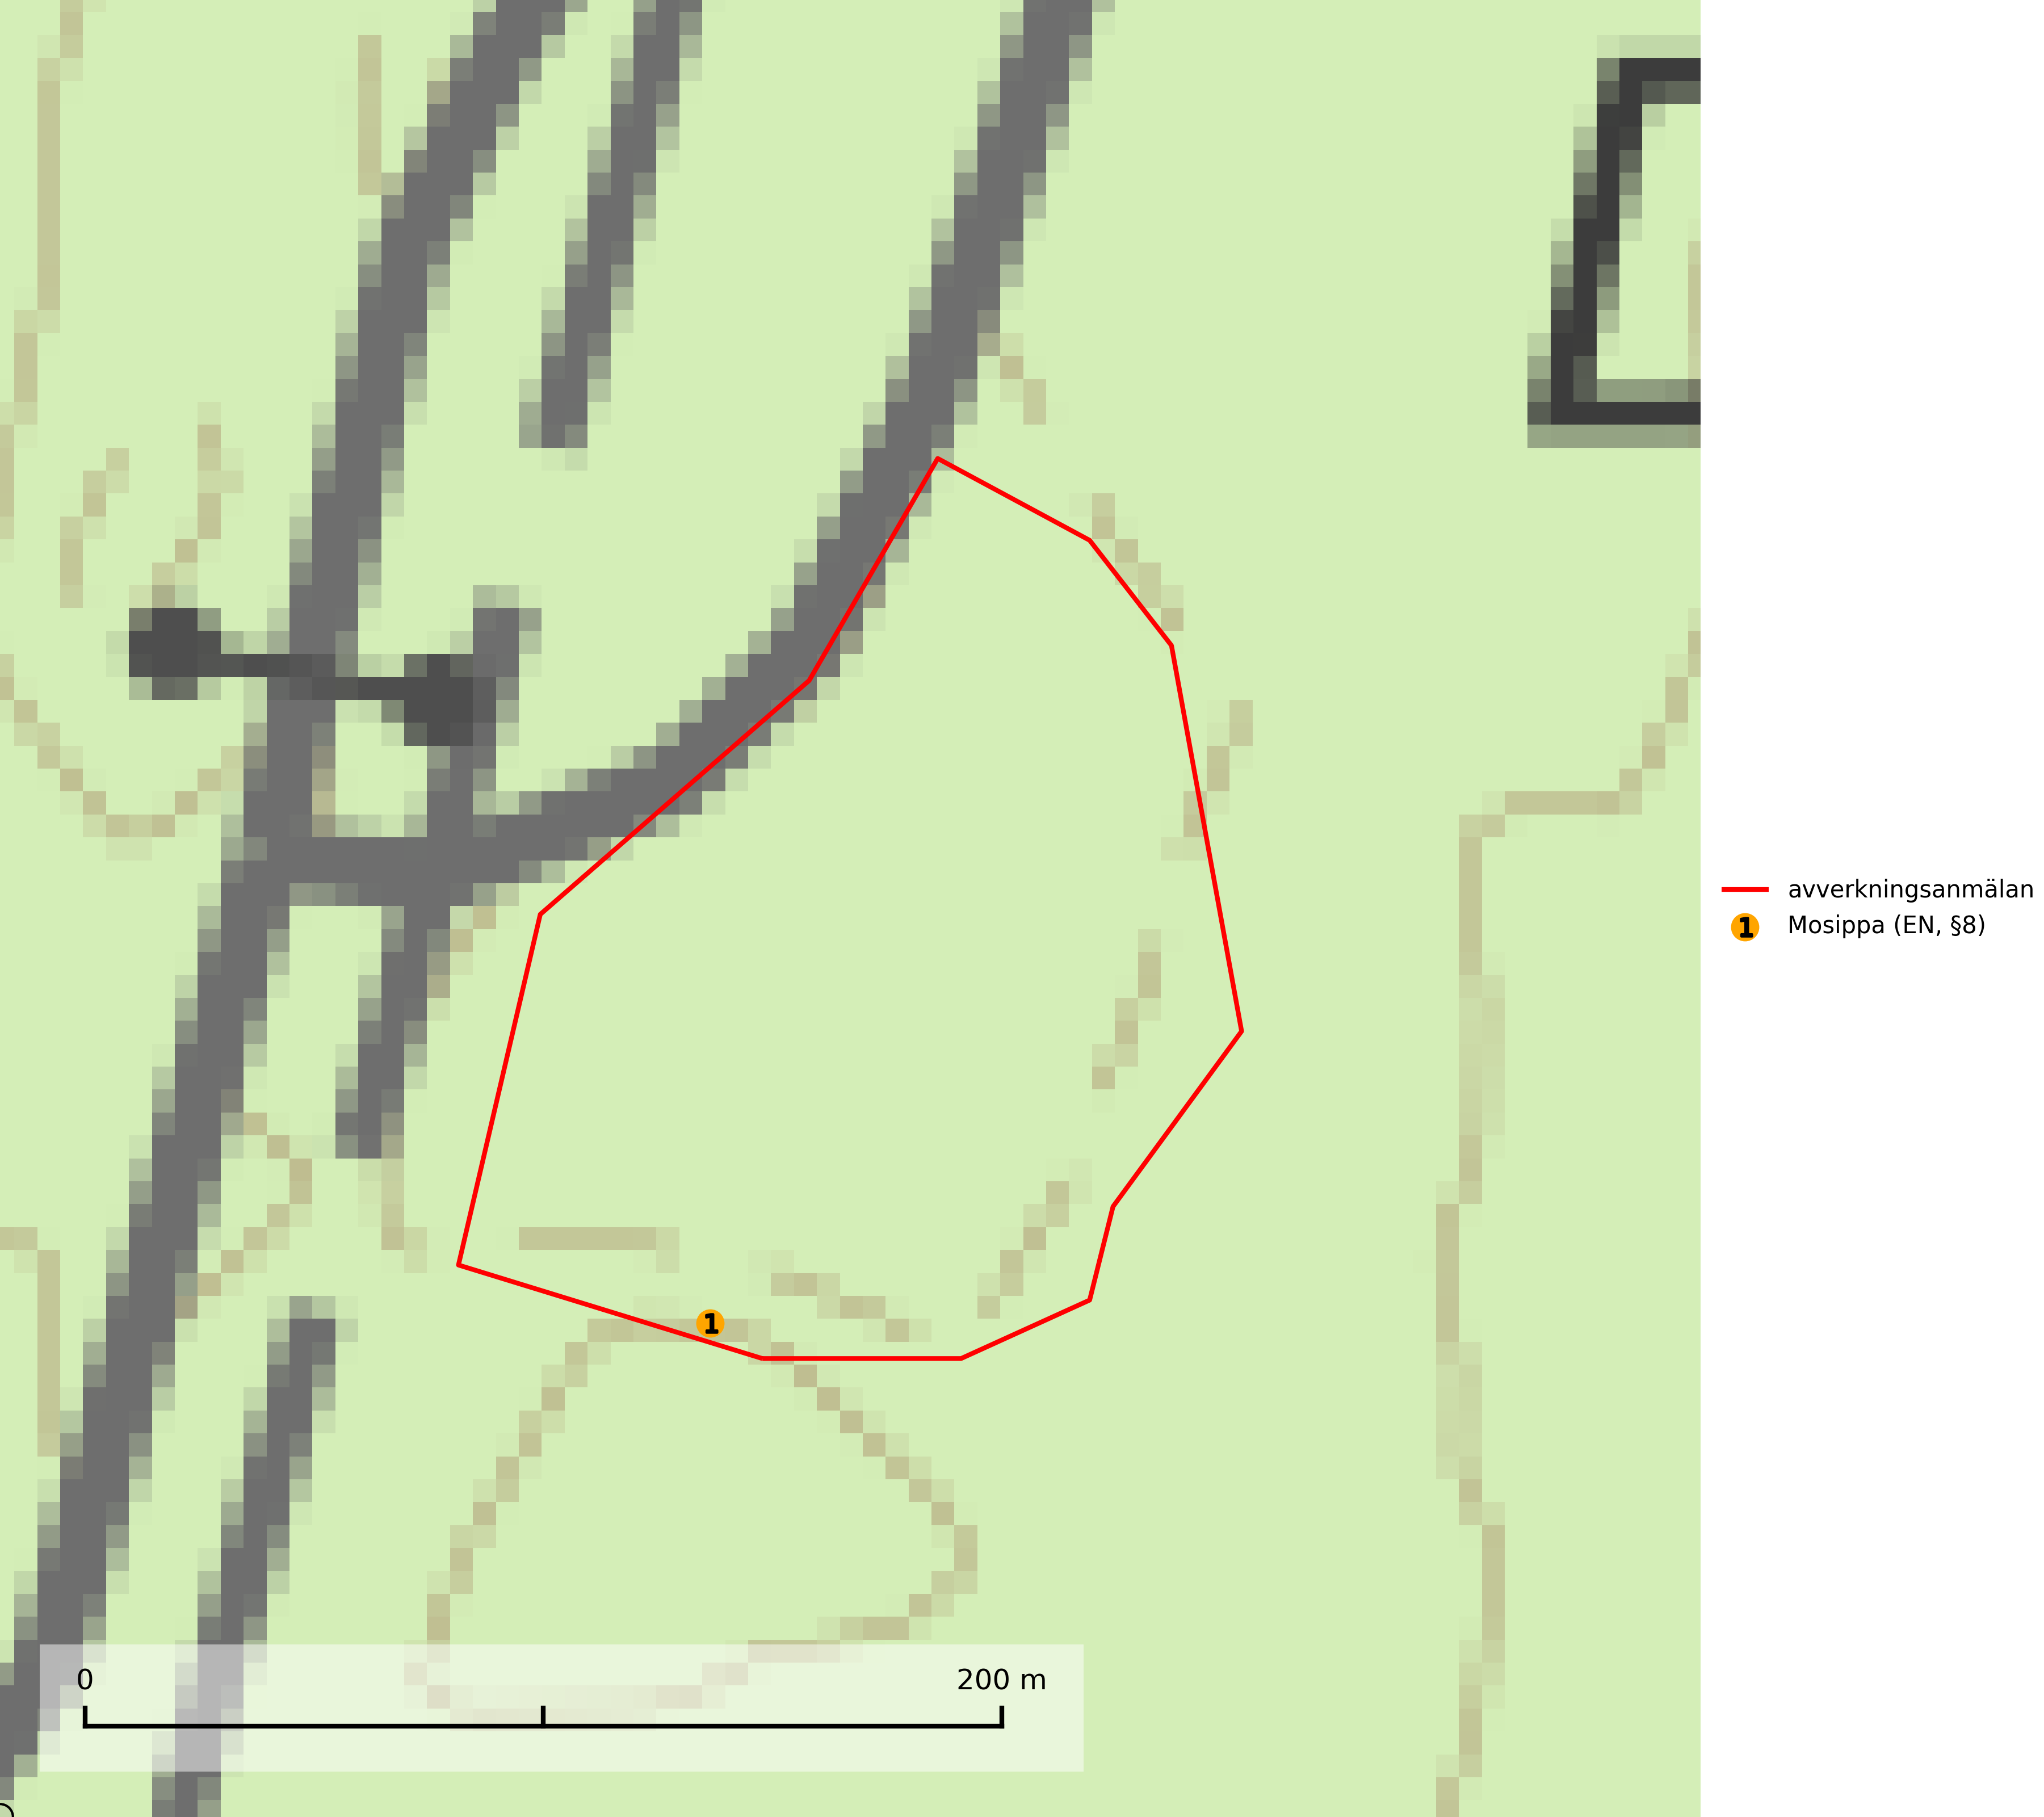 avverkningsanmälan
1 Mosippa (EN, §8)
1
0 200 m